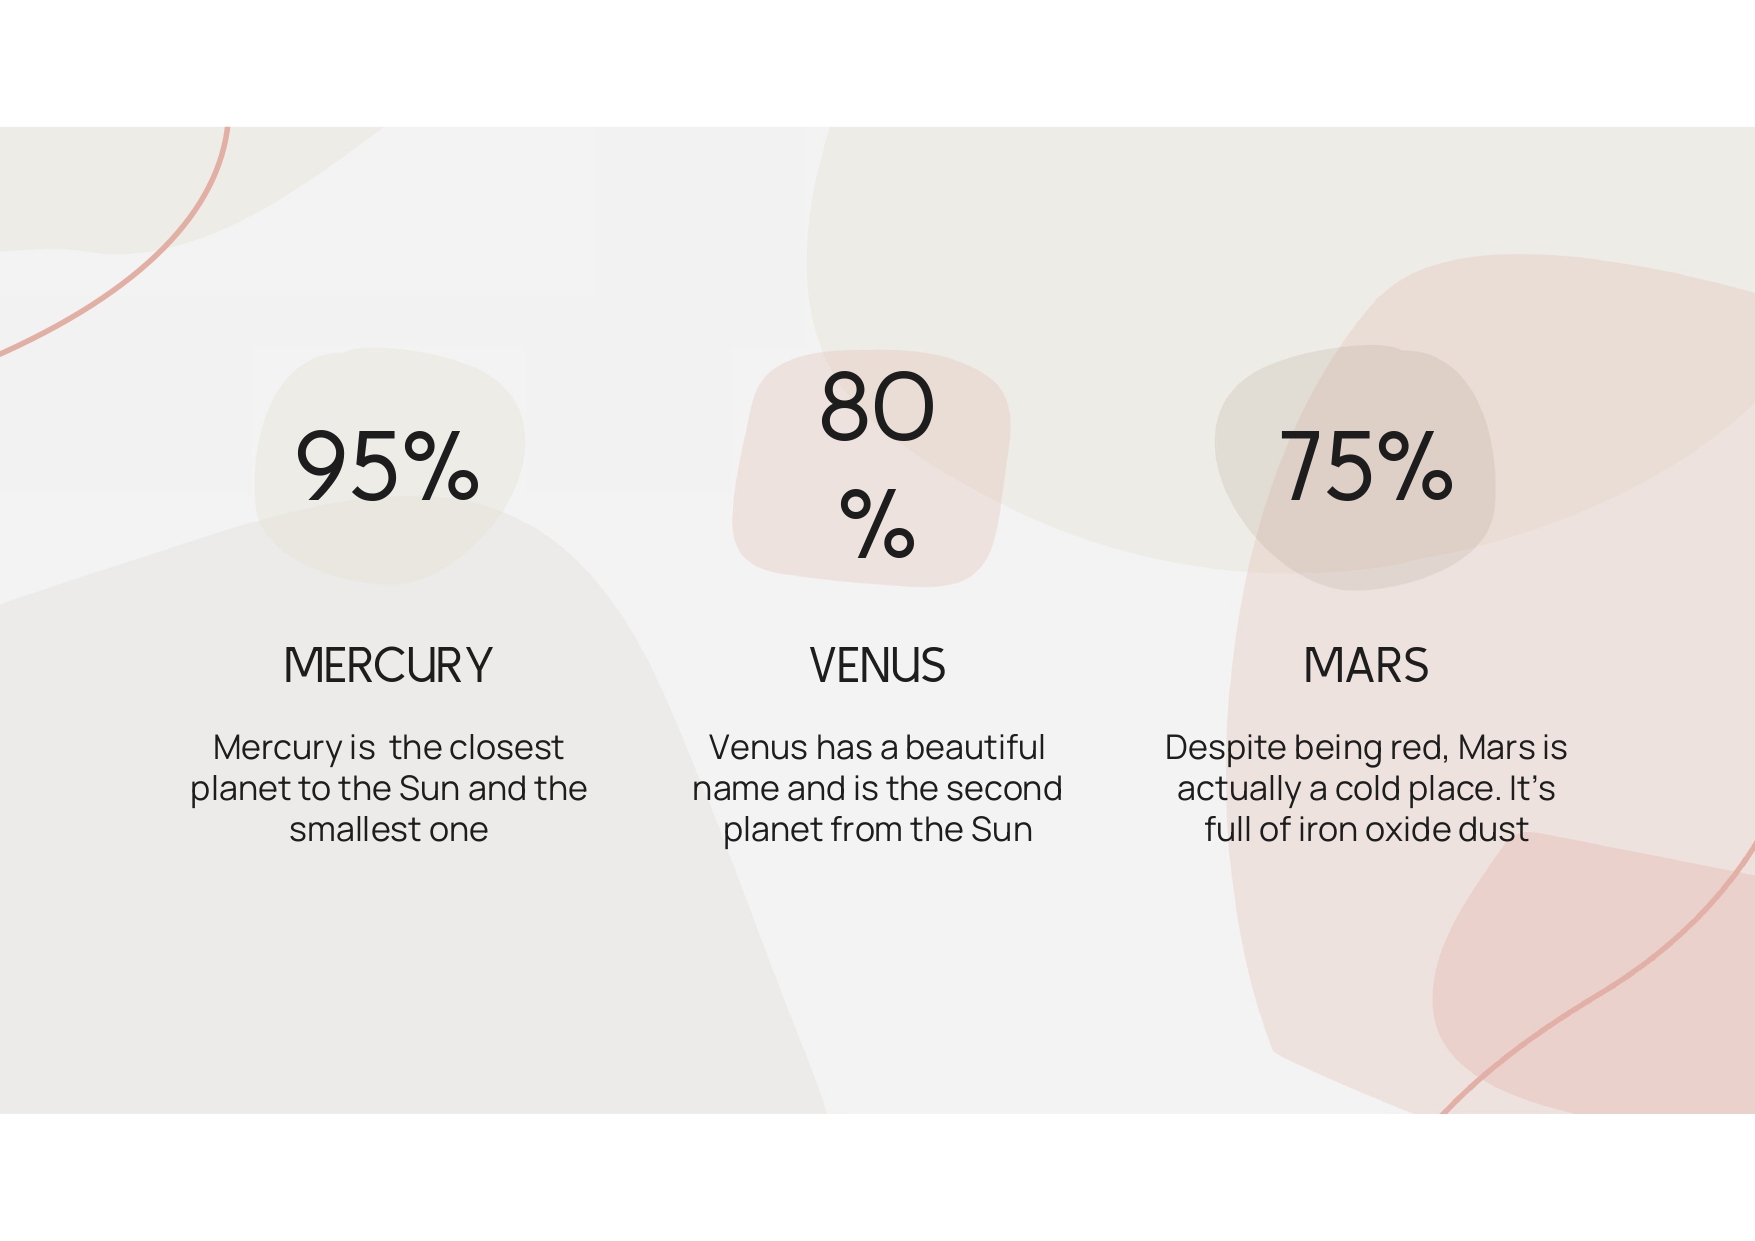 95%
80
%
75%
MERCURY
VENUS
MARS
Mercury is  the closest
planet to the Sun and the
smallest one
Venus has a beautiful
name and is the second
planet from the Sun
Despite being red, Mars is
actually a cold place. It’s
full of iron oxide dust